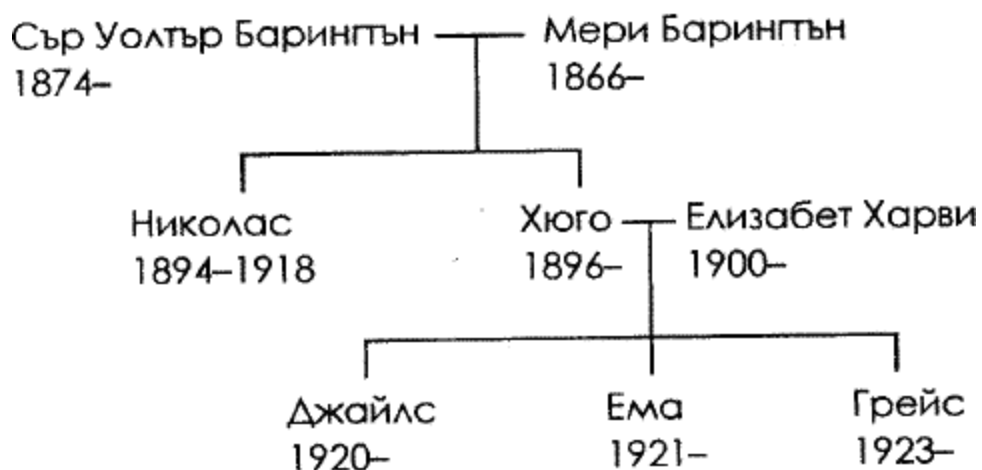 Сър Уолтър Барингтън
1874–
Мери Барингтън
1866–
Николас
1894–1918
Хюго
1896–
Елизабет Харви
1900–
Джайлс
1920–
Ема
1921–
Грейс
1923–